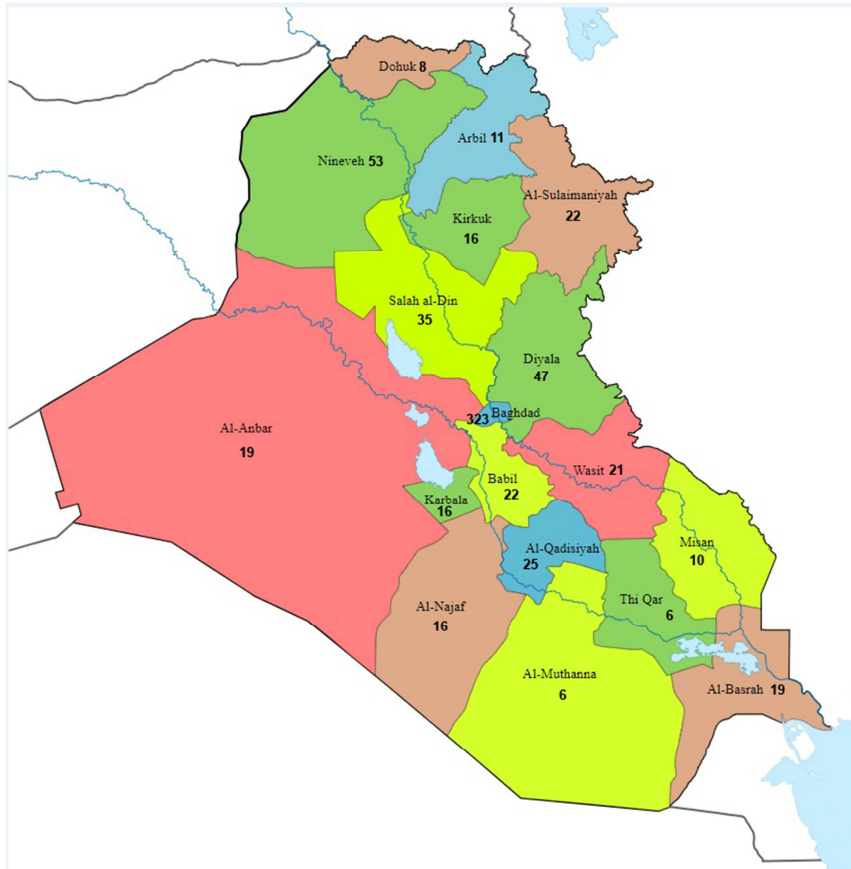 Dohuk 8
Arbil 11
Nineveh 53
Al-Sulaimaniyah
22
Kirkuk
16
Salah al-Din
35
Diyala
47
323 Baghdad
Al-Anbar
19
Wasit 21
Babil
22
Karbala
16
Al-Qadisiyah
25
Misan
10
Thi Qar
6
Al-Najaf
16
Al-Muthanna
6
Al-Basrah 19